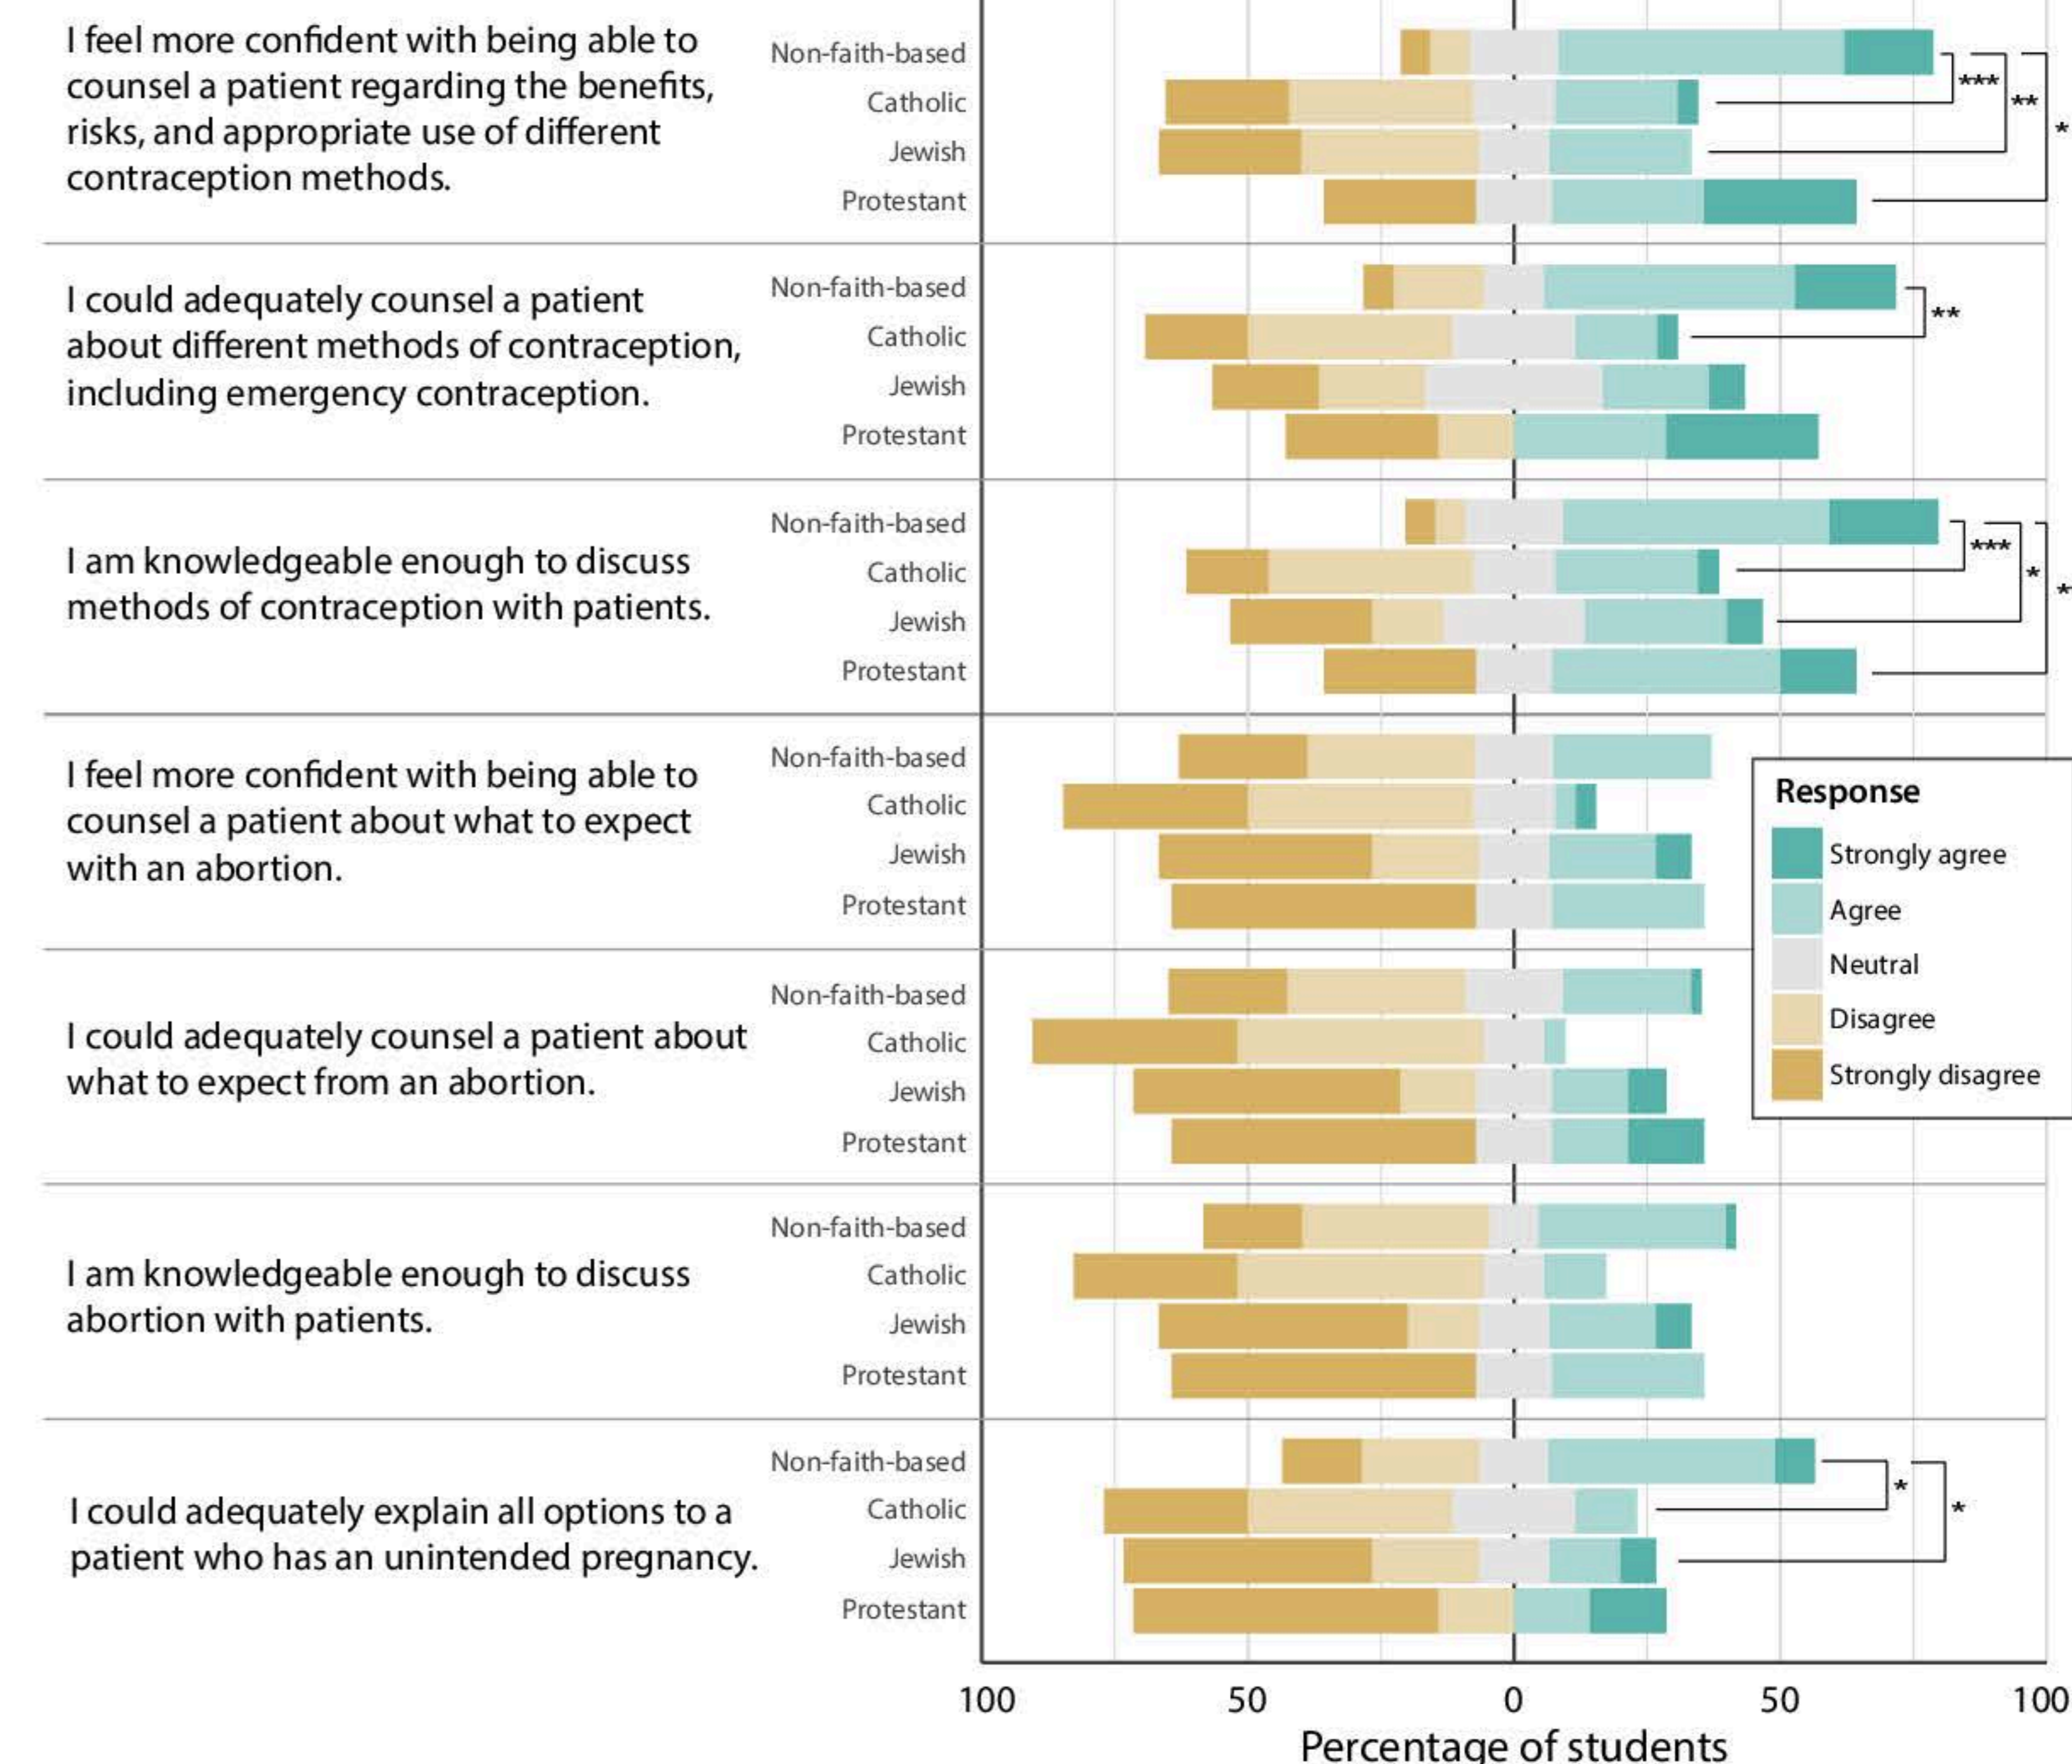 I feel more confident with being able to
counsel a patient regarding the benefits,
risks, and appropriate use of different
contraception methods.
Non-faith-based
Catholic
Jewish
Protestant
***
**
*
I could adequately counsel a patient
about different methods of contraception,
including emergency contraception.
Non-faith-based
Catholic
Jewish
Protestant
**
I am knowledgeable enough to discuss
methods of contraception with patients.
Non-faith-based
Catholic
Jewish
Protestant
***
*
*
I feel more confident with being able to
counsel a patient about what to expect
with an abortion.
Non-faith-based
Catholic
Jewish
Protestant
Response
Strongly agree
Agree
Neutral
Disagree
Strongly disagree
I could adequately counsel a patient about
what to expect from an abortion.
Non-faith-based
Catholic
Jewish
Protestant
I am knowledgeable enough to discuss
abortion with patients.
Non-faith-based
Catholic
Jewish
Protestant
I could adequately explain all options to a
patient who has an unintended pregnancy.
Non-faith-based
Catholic
Jewish
Protestant
*
*
100 50 0 50 100
Percentage of students